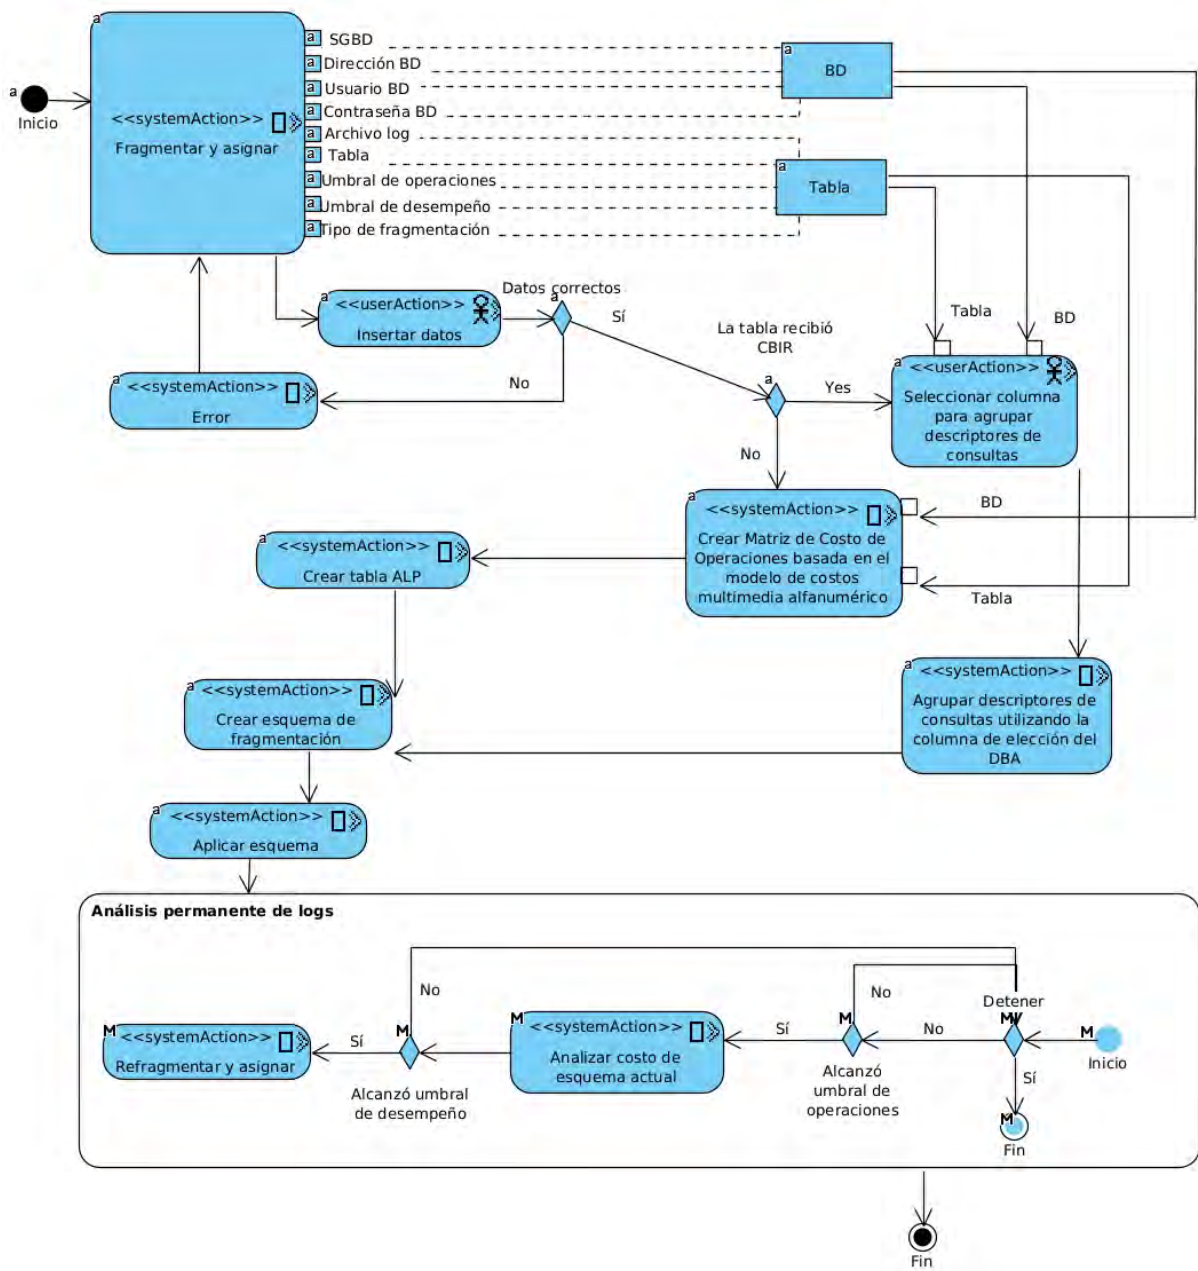 a
a
SGBD
a
a
Dirección BD
BD
a
Usuario BD
a
Inicio
a
Contraseña BD
<<systemAction>>
a
Archivo log
Fragmentar y asignar
a
Tabla
a
a
Umbral de operaciones
Tabla
a
Umbral de desempeño
a
Tipo de fragmentación
Datos correctos
a
<<userAction>>
a
Insertar datos
Sí
Tabla
BD
La tabla recibió
CBIR
a
<<systemAction>>
Error
No
a
Yes
a
<<userAction>>
Seleccionar columna
para agrupar
descriptores de
consultas
No
a
<<systemAction>>
Crear Matriz de Costo de
Operaciones basada en el
modelo de costos
multimedia alfanumérico
BD
Tabla
a
<<systemAction>>
Crear tabla ALP
a
<<systemAction>>
Crear esquema de
fragmentación
a
<<systemAction>>
Agrupar descriptores de
consultas utilizando la
columna de elección del
DBA
a
<<systemAction>>
Aplicar esquema
Análisis permanente de logs
No
No
Detener
M
<<systemAction>>
Refragmentar y asignar
Sí
M
Alcanzó umbral
de desempeño
M
<<systemAction>>
Analizar costo de
esquema actual
Sí
M
Alcanzó
umbral de
operaciones
No
M
M
Inicio
Sí
M
Fin
Fin